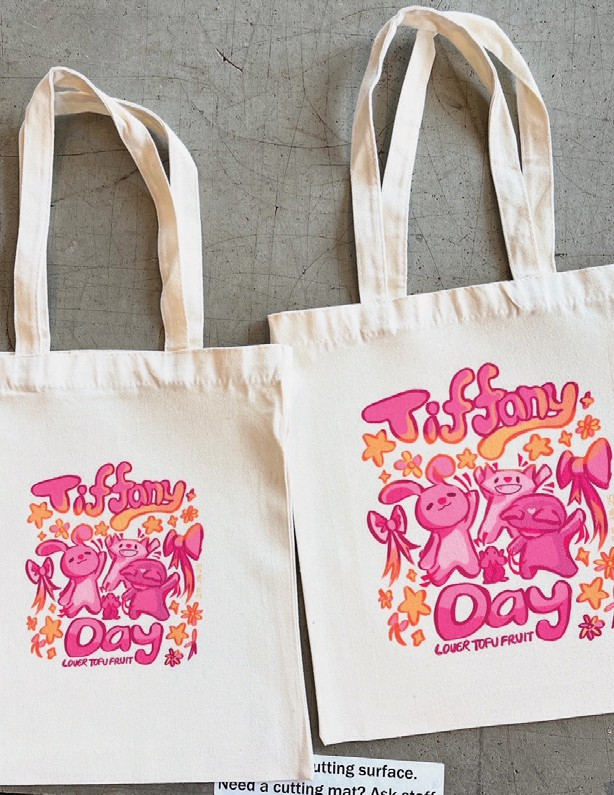 Tiffany
Day
LOVER TOFU FRUIT
Tiffany
Day
LOVER TOFU FRUIT
utting surface.
Need a cutting mat? Ask staff